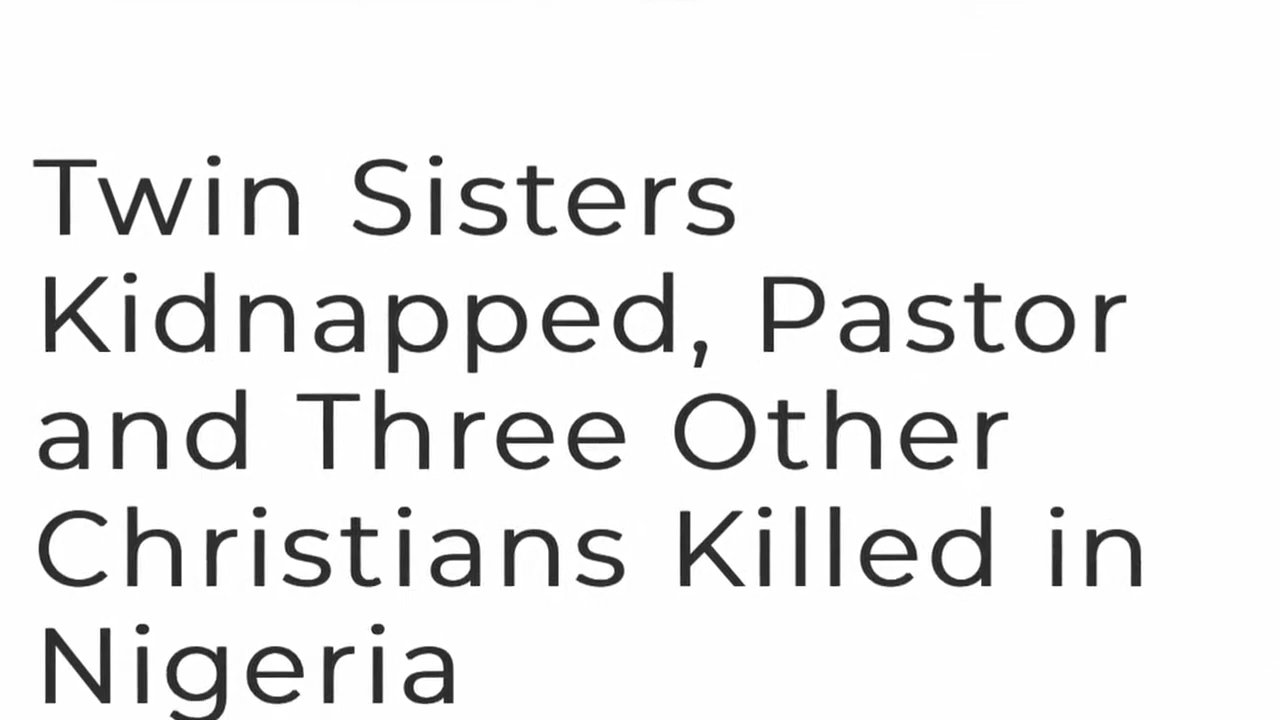 Twin Sisters
Kidnapped, Pastor
and Three Other
Christians Killed in
Nigeria